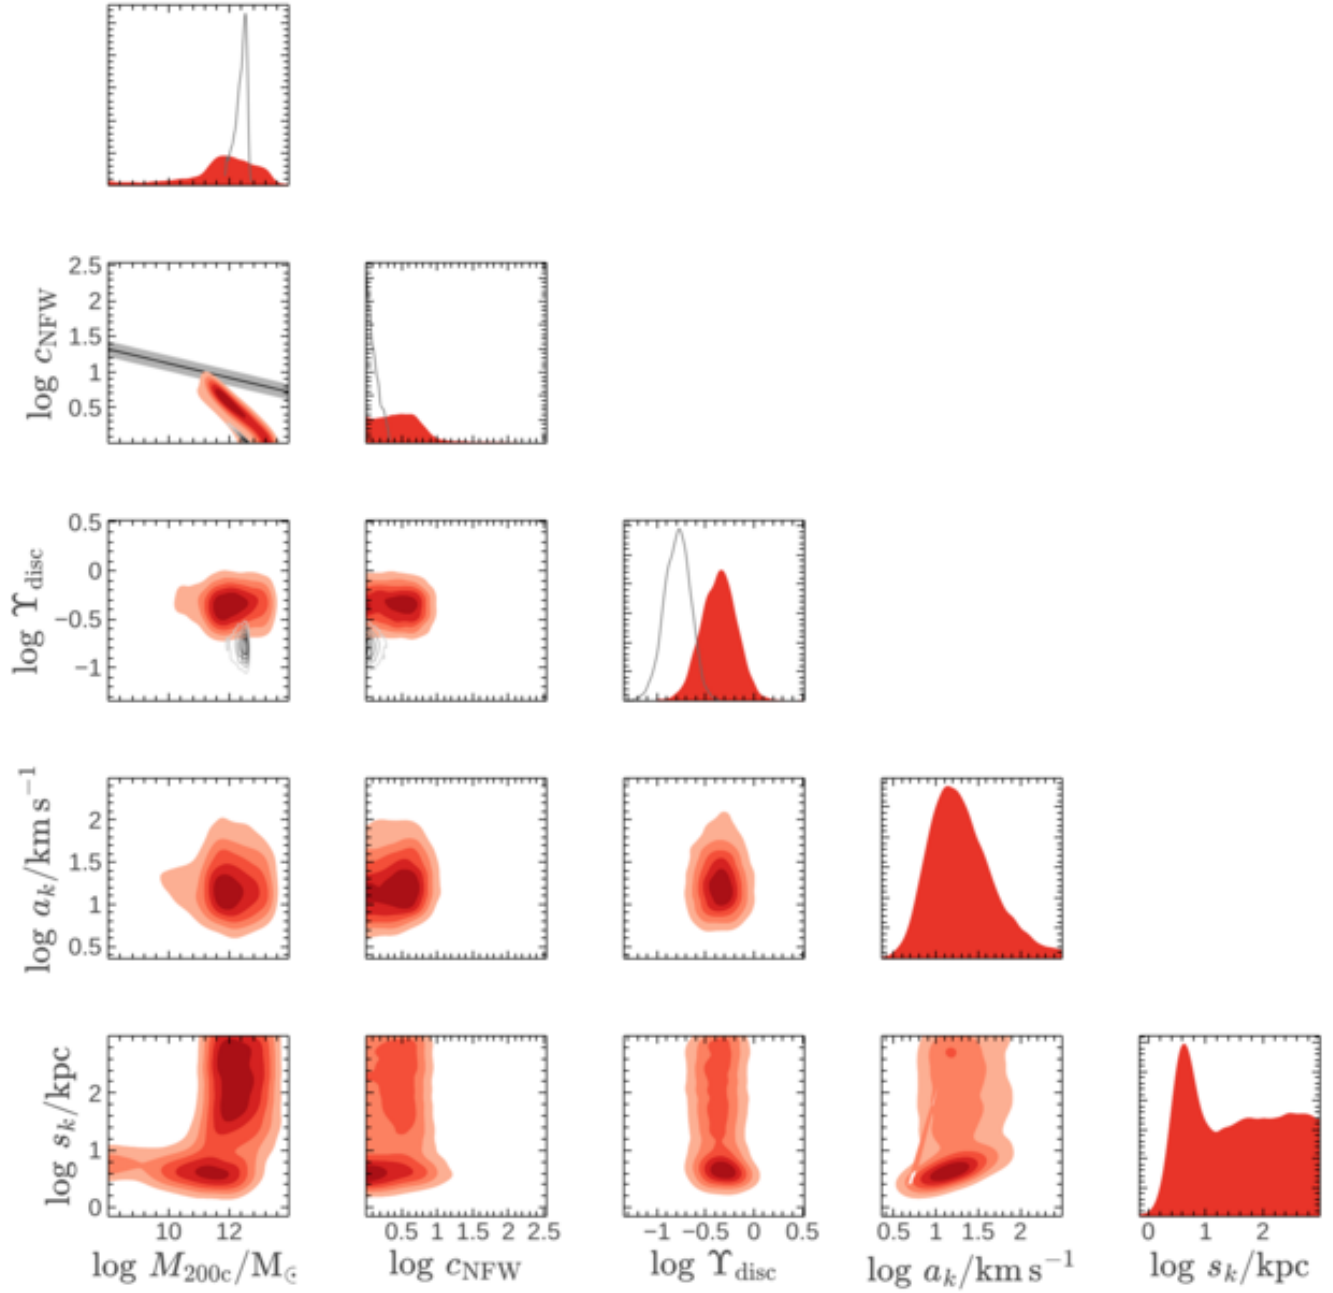 2.5
2
1.5
1
0.5
log c_NFW
0.5
0
−0.5
−1
log ϒ_disc
2
1.5
1
0.5
log a_k/km s⁻¹
2
1
0
log s_k/kpc
10 12
0.5 1 1.5 2 2.5
−1 −0.5 0 0.5
0.5 1 1.5 2
0 1 2
log M_200c/M_⊙
log c_NFW
log ϒ_disc
log a_k/km s⁻¹
log s_k/kpc